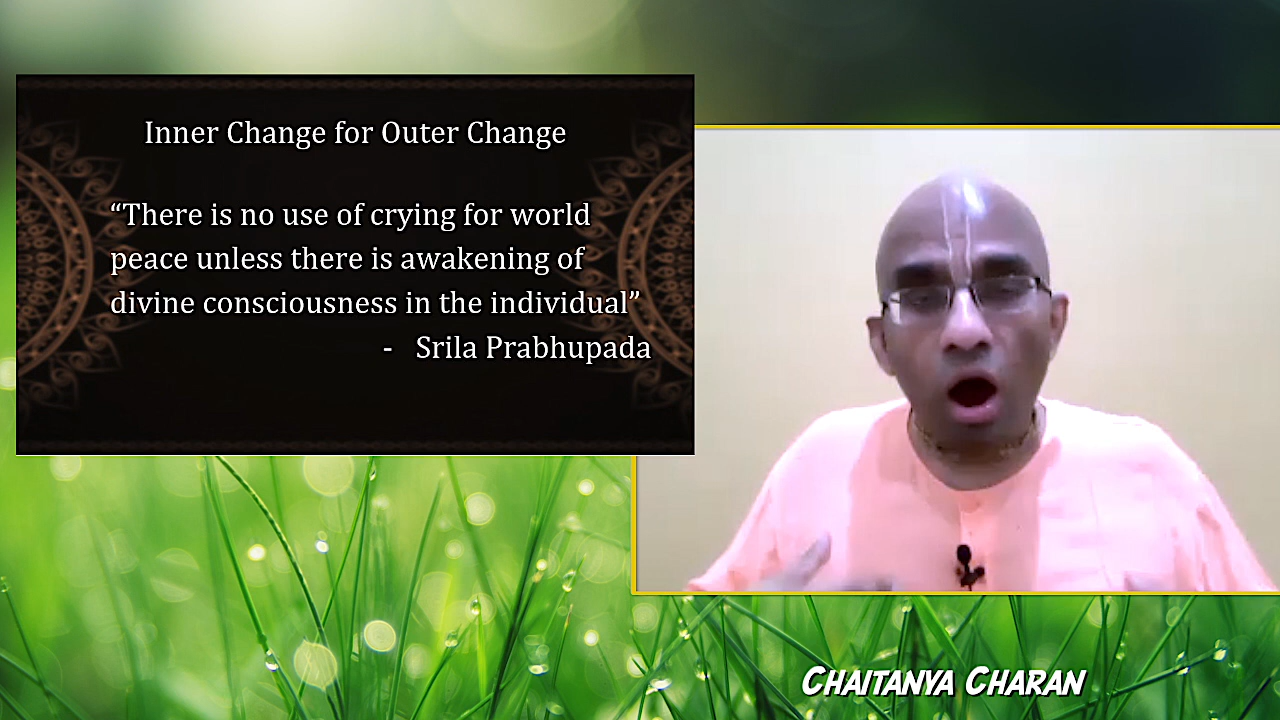 Inner Change for Outer Change
“There is no use of crying for world
peace unless there is awakening of
divine consciousness in the individual”
- Srila Prabhupada
Chaitanya Charan